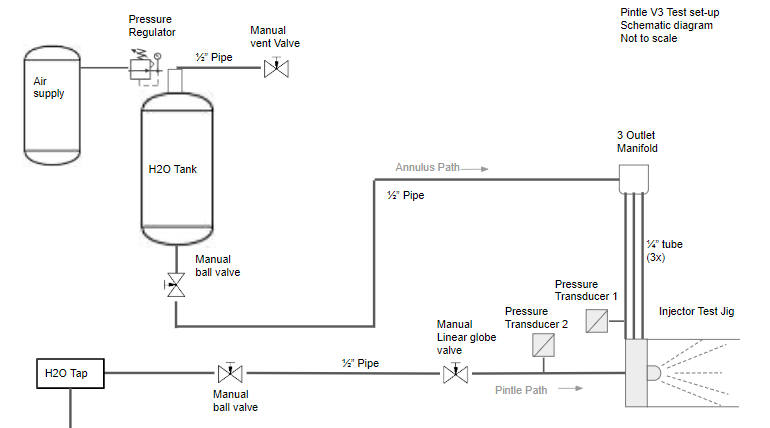 Pintle V3 Test set-up
Schematic diagram
Not to scale
Pressure
Regulator
Manual
vent Valve
½” Pipe
Air
supply
H2O Tank
3 Outlet
Manifold
Annulus Path
½” Pipe
¼” tube
(3x)
Manual
ball valve
Pressure
Transducer 1
Injector Test Jig
Pressure
Transducer 2
Manual
Linear globe
valve
½” Pipe
H2O Tap
Pintle Path
Manual
ball valve